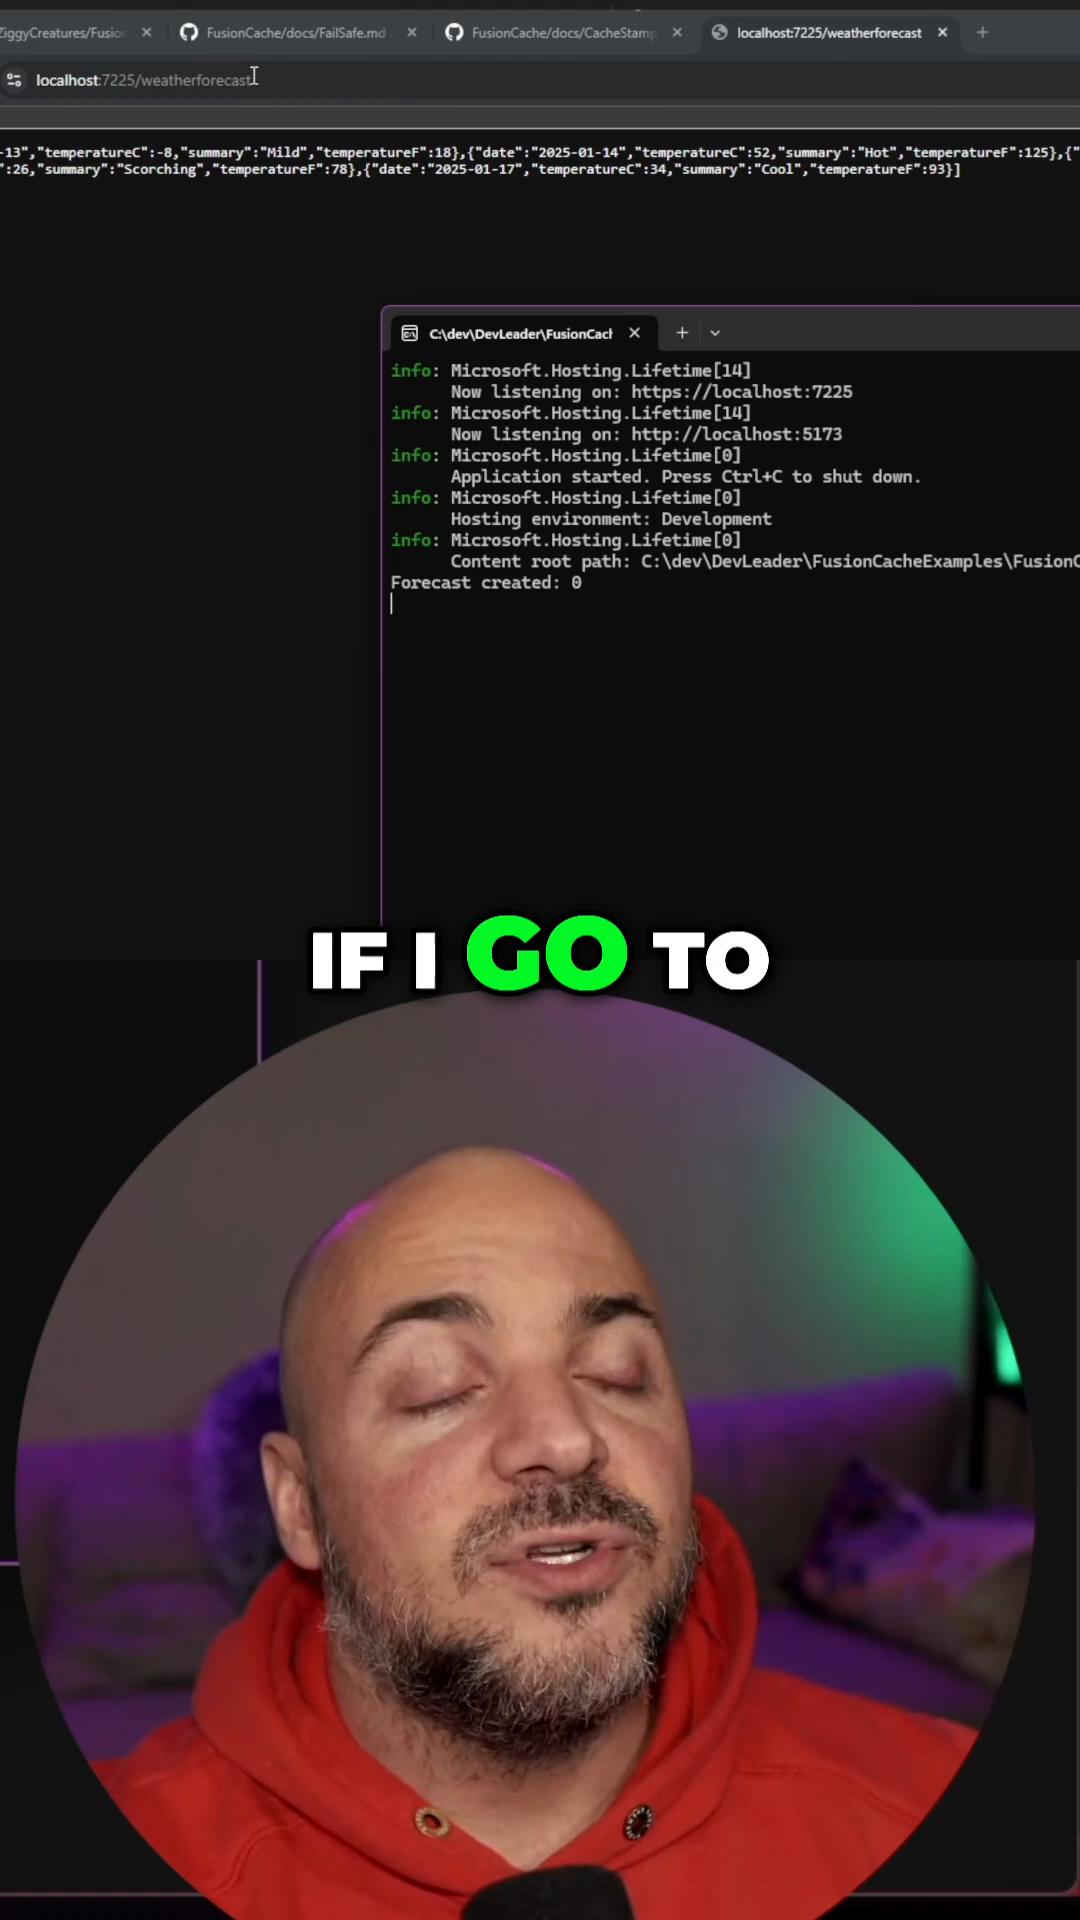 ZiggyCreatures/Fusion
FusionCache/docs/FailSafe.md
FusionCache/docs/CacheStamp
localhost:7225/weatherforecast
localhost:7225/weatherforecast
-13","temperatureC":-8,"summary":"Mild","temperatureF":18},{"date":"2025-01-14","temperatureC":52,"summary":"Hot","temperatureF":125},{"
":26,"summary":"Scorching","temperatureF":78},{"date":"2025-01-17","temperatureC":34,"summary":"Cool","temperatureF":93}]
C:\dev\DevLeader\FusionCach
info: Microsoft.Hosting.Lifetime[14]
Now listening on: https://localhost:7225
info: Microsoft.Hosting.Lifetime[14]
Now listening on: http://localhost:5173
info: Microsoft.Hosting.Lifetime[0]
Application started. Press Ctrl+C to shut down.
info: Microsoft.Hosting.Lifetime[0]
Hosting environment: Development
info: Microsoft.Hosting.Lifetime[0]
Content root path: C:\dev\DevLeader\FusionCacheExamples\FusionC
Forecast created: 0
IF I GO TO